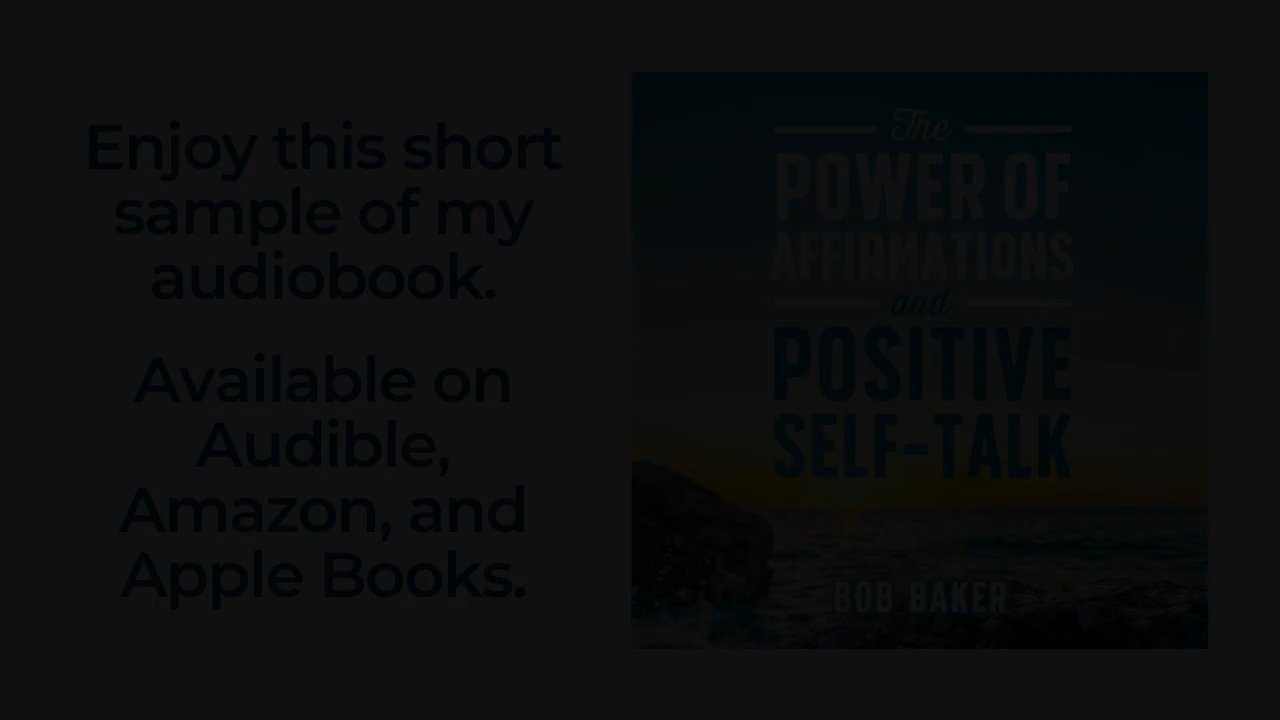 Enjoy this short
sample of my
audiobook.
Available on
Audible,
Amazon, and
Apple Books.
The
POWER OF
AFFIRMATIONS
and
POSITIVE
SELF-TALK
BOB BAKER